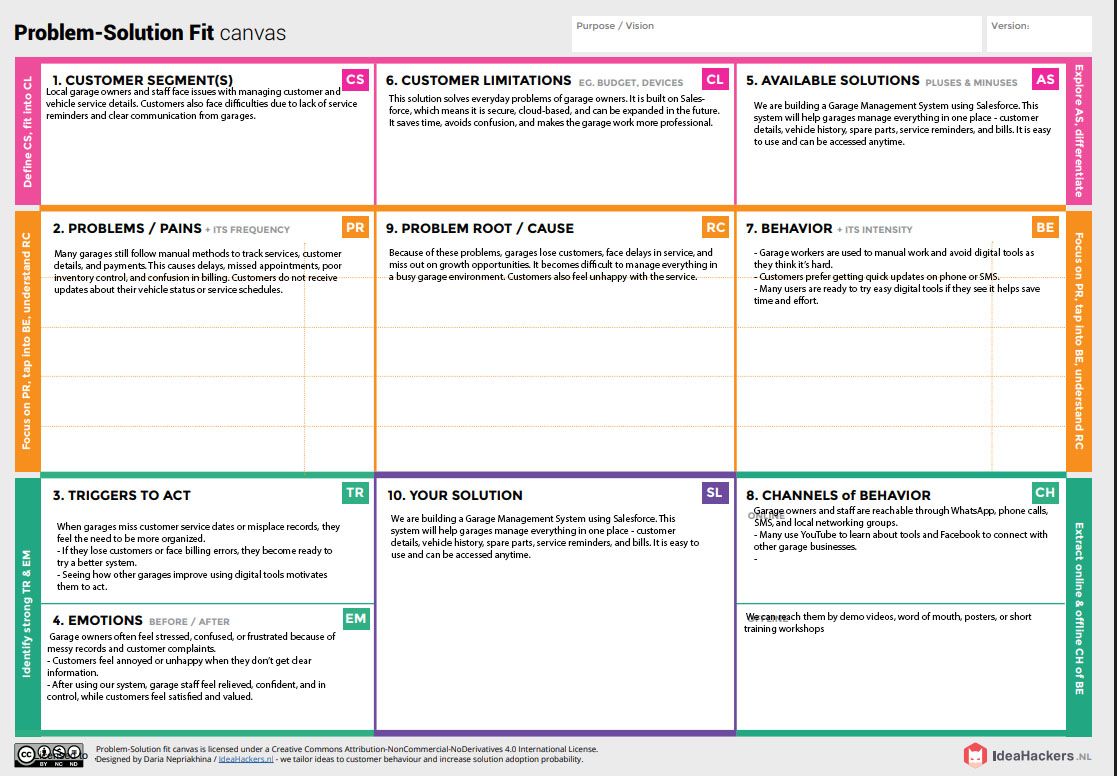 Problem-Solution Fit canvas
Purpose / Vision
Version:
Define CS, fit into CL
1. CUSTOMER SEGMENT(S)
CS
Local garage owners and staff face issues with managing customer and
vehicle service details. Customers also face difficulties due to lack of service
reminders and clear communication from garages.
6. CUSTOMER LIMITATIONS EG. BUDGET, DEVICES
CL
This solution solves everyday problems of garage owners. It is built on Sales-
force, which means it is secure, cloud-based, and can be expanded in the future.
It saves time, avoids confusion, and makes the garage work more professional.
5. AVAILABLE SOLUTIONS PLUSES & MINUSES
AS
We are building a Garage Management System using Salesforce. This
system will help garages manage everything in one place - customer
details, vehicle history, spare parts, service reminders, and bills. It is easy
to use and can be accessed anytime.
Explore AS, differentiate
Focus on PR, tap into BE, understand RC
2. PROBLEMS / PAINS + ITS FREQUENCY
PR
Many garages still follow manual methods to track services, customer
details, and payments. This causes delays, missed appointments, poor
inventory control, and confusion in billing. Customers do not receive
updates about their vehicle status or service schedules.
9. PROBLEM ROOT / CAUSE
RC
Because of these problems, garages lose customers, face delays in service, and
miss out on growth opportunities. It becomes difficult to manage everything in
a busy garage environment. Customers also feel unhappy with the service.
7. BEHAVIOR + ITS INTENSITY
BE
- Garage workers are used to manual work and avoid digital tools as
they think it's hard.
- Customers prefer getting quick updates on phone or SMS.
- Many users are ready to try easy digital tools if they see it helps save
time and effort.
Focus on PR, tap into BE, understand RC
Identify strong TR & EM
3. TRIGGERS TO ACT
TR
When garages miss customer service dates or misplace records, they
feel the need to be more organized.
- If they lose customers or face billing errors, they become ready to
try a better system.
- Seeing how other garages improve using digital tools motivates
them to act.
4. EMOTIONS BEFORE / AFTER
EM
Garage owners often feel stressed, confused, or frustrated because of
messy records and customer complaints.
- Customers feel annoyed or unhappy when they don't get clear
information.
- After using our system, garage staff feel relieved, confident, and in
control, while customers feel satisfied and valued.
10. YOUR SOLUTION
SL
We are building a Garage Management System using Salesforce. This
system will help garages manage everything in one place - customer
details, vehicle history, spare parts, service reminders, and bills. It is easy to
use and can be accessed anytime.
8. CHANNELS of BEHAVIOR
CH
ONLINE
Garage owners and staff are reachable through WhatsApp, phone calls,
SMS, and local networking groups.
- Many use YouTube to learn about tools and Facebook to connect with
other garage businesses.
-
OFFLINE
We can reach them by demo videos, word of mouth, posters, or short
training workshops
Extract online & offline CH of BE
cc
BY NC ND
Problem-Solution fit canvas is licensed under a Creative Commons Attribution-NonCommercial-NoDerivatives 4.0 International License.
Designed by Daria Nepriakhina / IdeaHackers.nl - we tailor ideas to customer behaviour and increase solution adoption probability.
IdeaHackers.NL